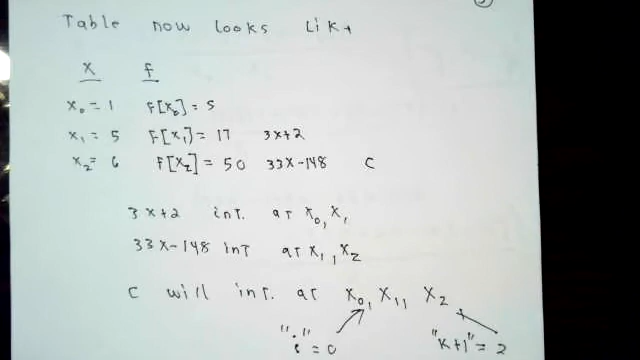 Table now looks like
x f
x₀ = 1 f[x₀] = 5
x₁ = 5 f[x₁] = 17 3x+2
x₂ = 6 f[x₂] = 50 33x-148 C
3x+2 int. at x₀, x₁
33x-148 int at x₁, x₂
C will int. at x₀, x₁, x₂
"i" = 0 "k+1" = 2